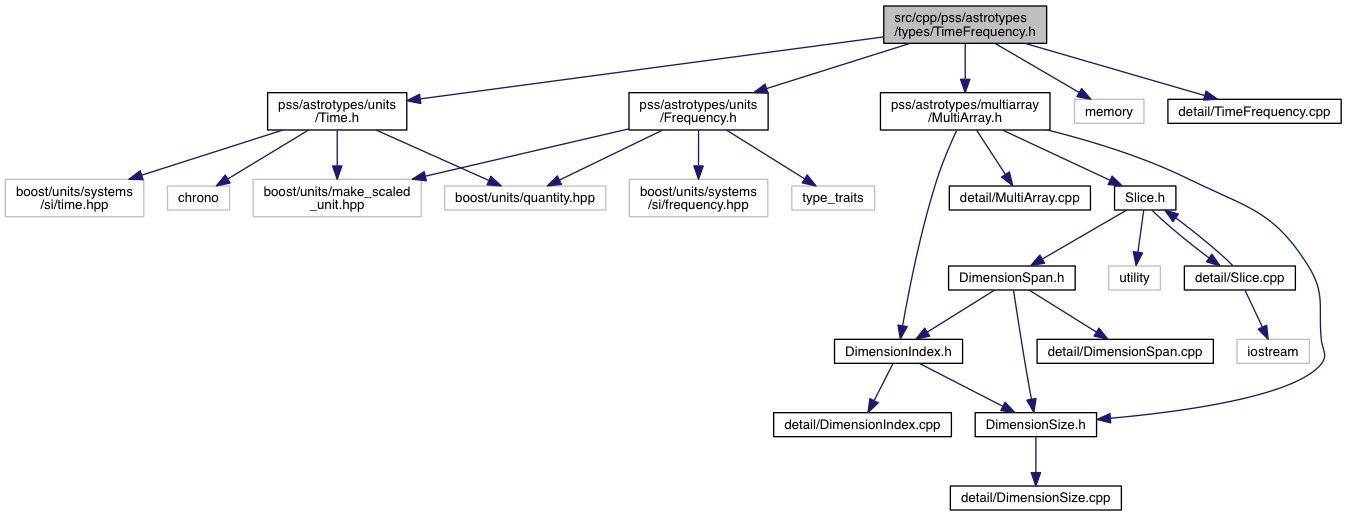 src/cpp/pss/astrotypes
/types/TimeFrequency.h
pss/astrotypes/units
/Time.h
pss/astrotypes/units
/Frequency.h
pss/astrotypes/multiarray
/MultiArray.h
memory
detail/TimeFrequency.cpp
boost/units/systems
/si/time.hpp
chrono
boost/units/make_scaled
_unit.hpp
boost/units/quantity.hpp
boost/units/systems
/si/frequency.hpp
type_traits
detail/MultiArray.cpp
Slice.h
DimensionSpan.h
utility
detail/Slice.cpp
DimensionIndex.h
detail/DimensionSpan.cpp
iostream
detail/DimensionIndex.cpp
DimensionSize.h
detail/DimensionSize.cpp